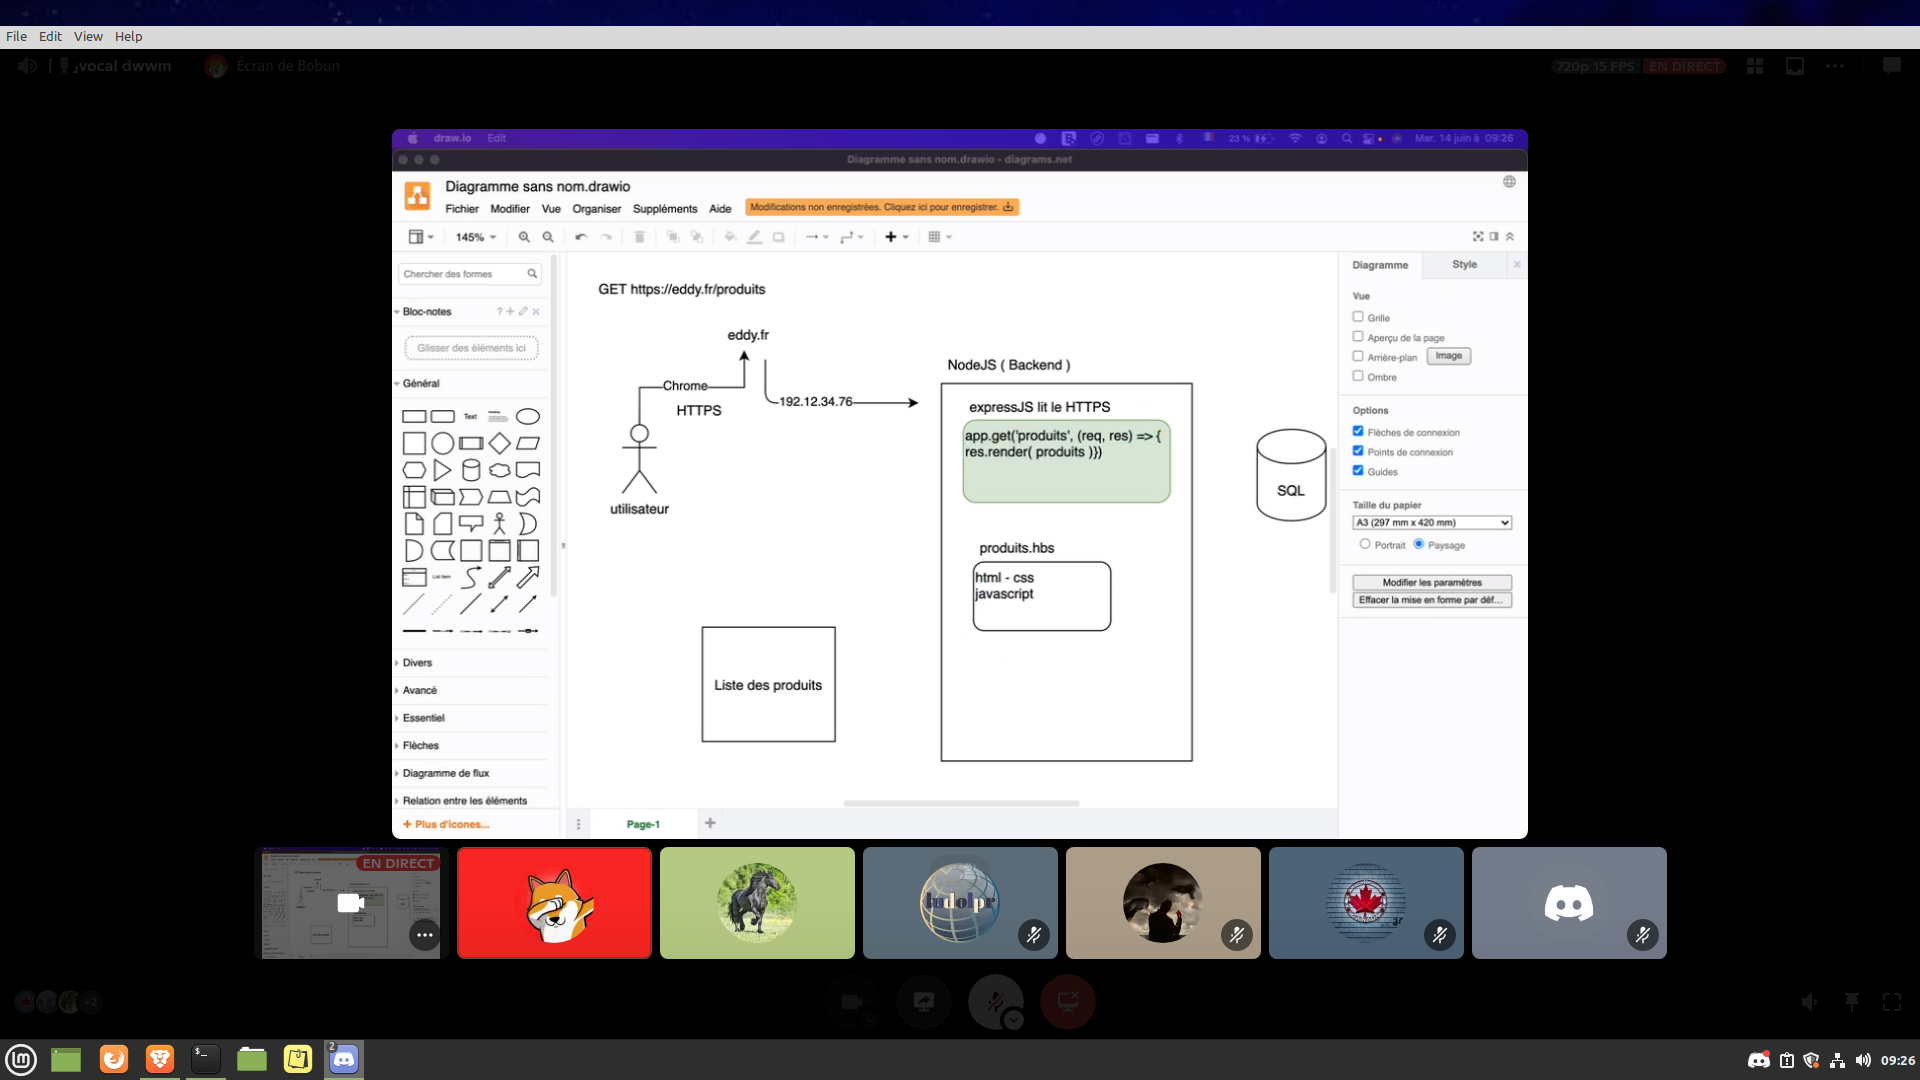 File Edit View Help
vocal dwwm
Écran de Bobun
720p 15 FPS EN DIRECT
draw.io Edit
23 %
Mar. 14 juin à 09:26
Diagramme sans nom.drawio - diagrams.net
Diagramme sans nom.drawio
Fichier Modifier Vue Organiser Suppléments Aide
Modifications non enregistrées. Cliquez ici pour enregistrer.
145%
Chercher des formes
Bloc-notes
?
Glisser des éléments ici
Général
Text
Heading
List Item
Divers
Avancé
Essentiel
Flèches
Diagramme de flux
Relation entre les éléments
+ Plus d'icones...
GET https://eddy.fr/produits
eddy.fr
Chrome
HTTPS
192.12.34.76
utilisateur
NodeJS ( Backend )
expressJS lit le HTTPS
app.get('produits', (req, res) => {
res.render( produits )})
produits.hbs
html - css
javascript
SQL
Liste des produits
Page-1
Diagramme Style
Vue
Grille
Aperçu de la page
Arrière-plan Image
Ombre
Options
Flèches de connexion
Points de connexion
Guides
Taille du papier
A3 (297 mm x 420 mm)
Portrait Paysage
Modifier les paramètres
Effacer la mise en forme par déf...
EN DIRECT
ludolpr
+2
2
09:26